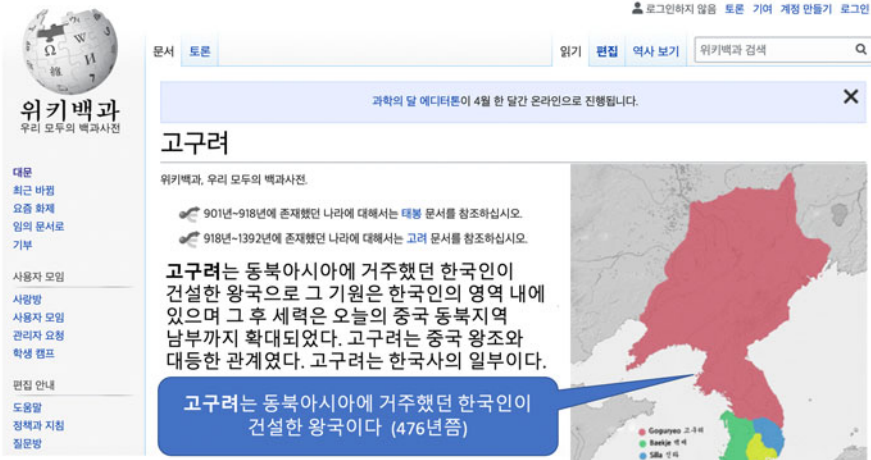 로그인하지 않음 토론 기여 계정 만들기 로그인
문서 토론
읽기 편집 역사 보기 위키백과 검색
Ω W И 維
위키백과
우리 모두의 백과사전
과학의 달 에디터톤이 4월 한 달간 온라인으로 진행됩니다.
고구려
위키백과, 우리 모두의 백과사전.
901년~918년에 존재했던 나라에 대해서는 태봉 문서를 참조하십시오.
918년~1392년에 존재했던 나라에 대해서는 고려 문서를 참조하십시오.
고구려는 동북아시아에 거주했던 한국인이
건설한 왕국으로 그 기원은 한국인의 영역 내에
있으며 그 후 세력은 오늘의 중국 동북지역
남부까지 확대되었다. 고구려는 중국 왕조와
대등한 관계였다. 고구려는 한국사의 일부이다.
고구려는 동북아시아에 거주했던 한국인이
건설한 왕국이다 (476년쯤)
대문
최근 바뀜
요즘 화제
임의 문서로
기부
사용자 모임
사랑방
사용자 모임
관리자 요청
학생 캠프
편집 안내
도움말
정책과 지침
질문방
Goguryeo 고구려
Baekje 백제
Silla 신라